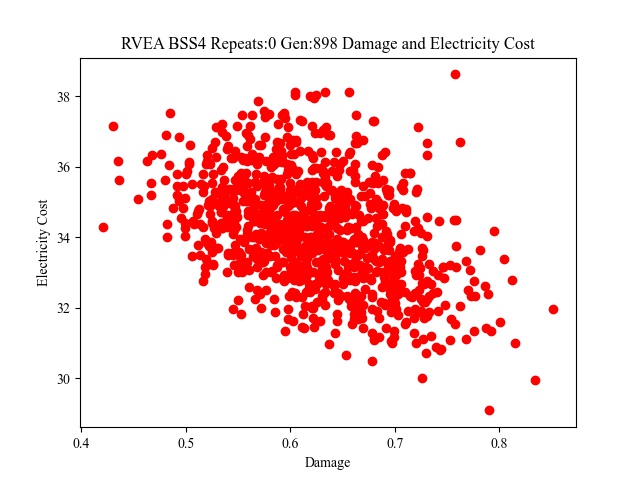 RVEA BSS4 Repeats:0 Gen:898 Damage and Electricity Cost
38
36
34
32
30
Electricity Cost
0.4 0.5 0.6 0.7 0.8
Damage